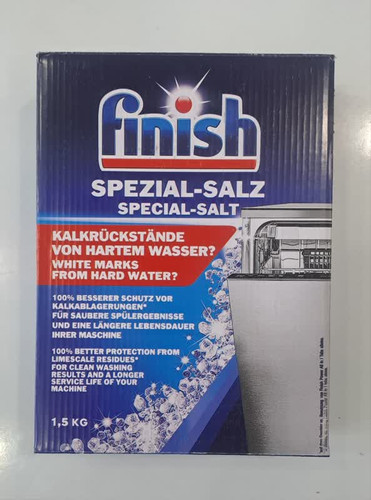 finish
SPEZIAL-SALZ
SPECIAL-SALT
KALKRÜCKSTÄNDE
VON HARTEM WASSER?
WHITE MARKS
FROM HARD WATER?
100% BESSERER SCHUTZ VOR
KALKABLAGERUNGEN*
FÜR SAUBERE SPÜLERGEBNISSE
UND EINE LÄNGERE LEBENSDAUER
IHRER MASCHINE
100% BETTER PROTECTION FROM
LIMESCALE RESIDUES*
FOR CLEAN WASHING
RESULTS AND A LONGER
SERVICE LIFE OF YOUR
MACHINE
1,5 KG